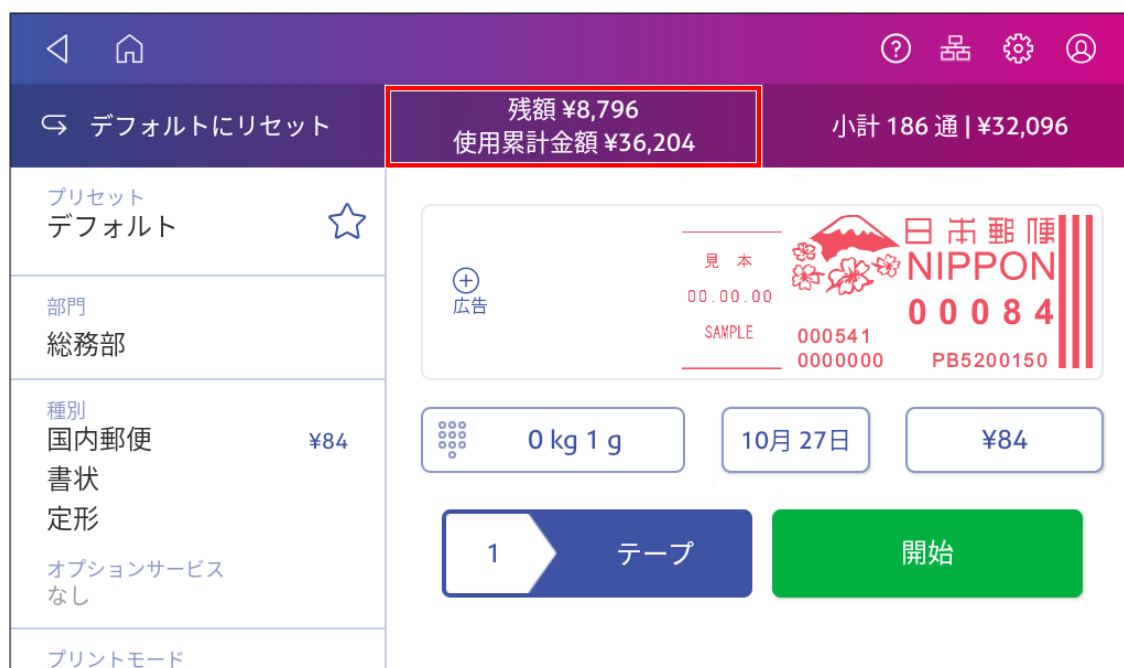 デフォルトにリセット
残額 ¥8,796
使用累計金額 ¥36,204
小計 186 通 | ¥32,096
プリセット
デフォルト
部門
総務部
種別
国内郵便 ¥84
書状
定形
オプションサービス
なし
プリントモード
広告
見 本
00.00.00
SAMPLE
日本郵便
NIPPON
00084
000541
0000000 PB5200150
0 kg 1 g
10月 27日
¥84
1 テープ
開始